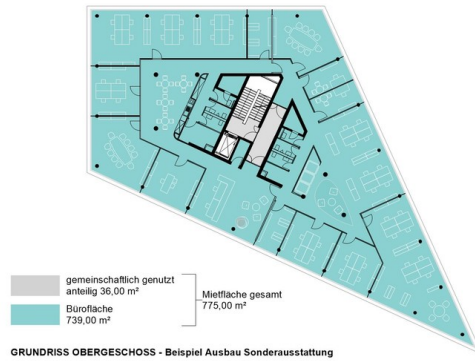 gemeinschaftlich genutzt
anteilig 36,00 m²
Bürofläche
739,00 m²
Mietfläche gesamt
775,00 m²
GRUNDRISS OBERGESCHOSS - Beispiel Ausbau Sonderausstattung